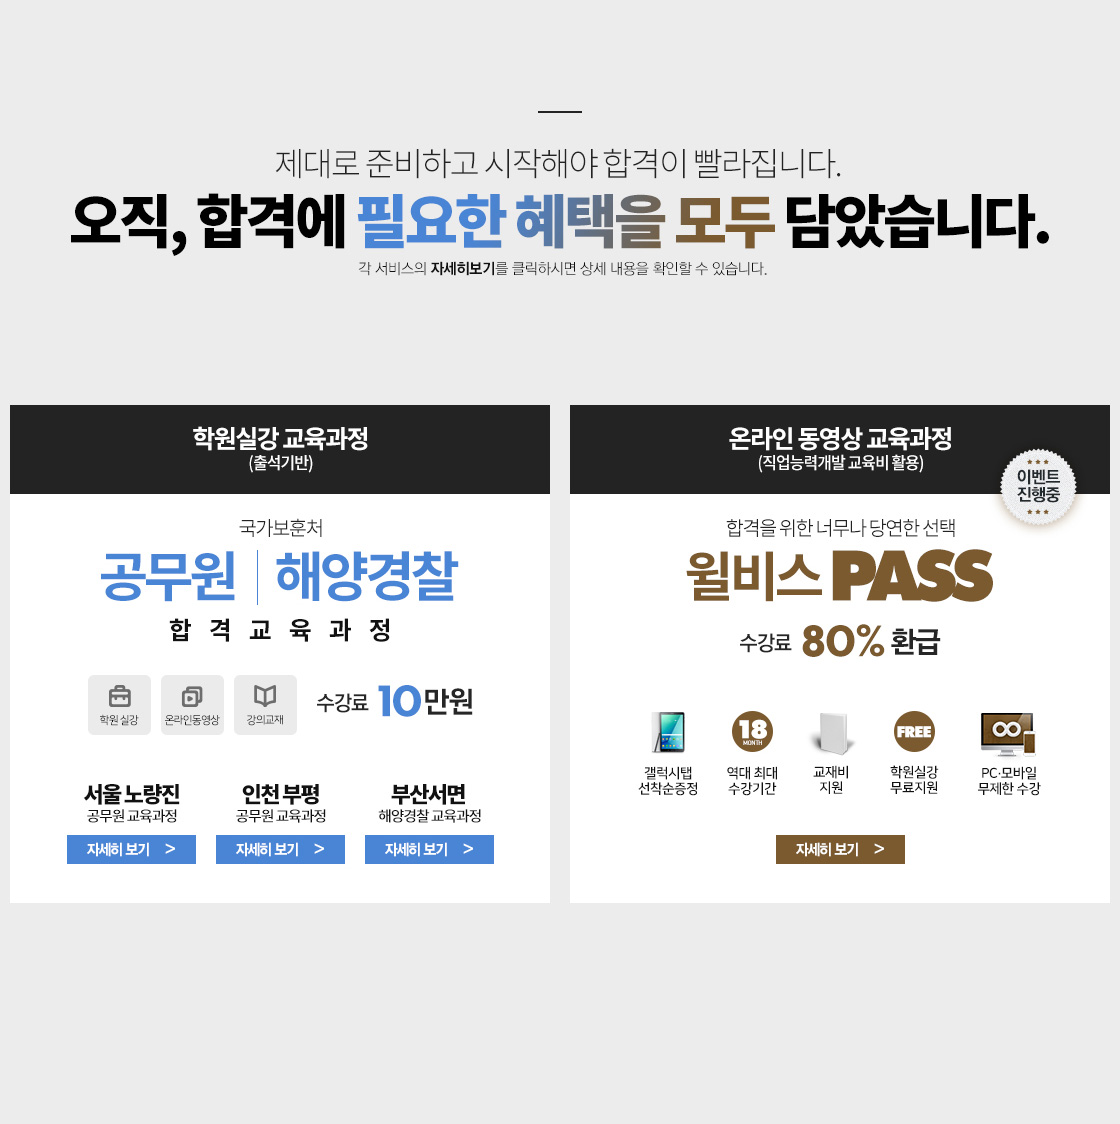 제대로 준비하고 시작해야 합격이 빨라집니다.
오직, 합격에 필요한 혜택을 모두 담았습니다.
각 서비스의 자세히보기를 클릭하시면 상세 내용을 확인할 수 있습니다.
학원실강 교육과정
(출석기반)
국가보훈처
공무원 해양경찰
합 격 교 육 과 정
학원 실강
온라인동영상
강의교재
수강료 10만원
서울 노량진
공무원 교육과정
자세히 보기 >
인천 부평
공무원 교육과정
자세히 보기 >
부산서면
해양경찰 교육과정
자세히 보기 >
온라인 동영상 교육과정
(직업능력개발 교육비 활용)
이벤트
진행중
합격을 위한 너무나 당연한 선택
윌비스 PASS
수강료 80% 환급
갤럭시탭
선착순증정
18
MONTH
역대 최대
수강기간
교재비
지원
FREE
학원실강
무료지원
PC·모바일
무제한 수강
자세히 보기 >